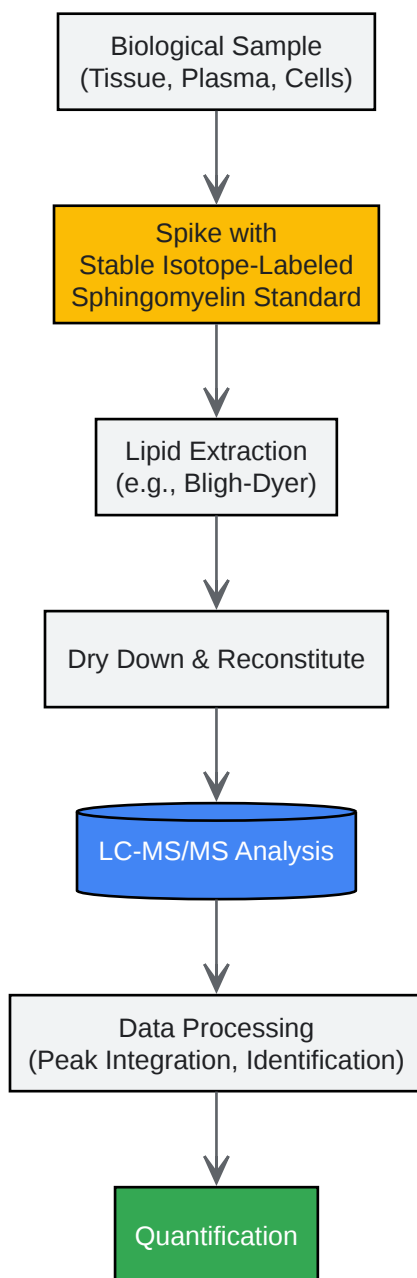 Biological Sample
(Tissue, Plasma, Cells)
Spike with
Stable Isotope-Labeled
Sphingomyelin Standard
Lipid Extraction
(e.g., Bligh-Dyer)
Dry Down & Reconstitute
LC-MS/MS Analysis
Data Processing
(Peak Integration, Identification)
Quantification